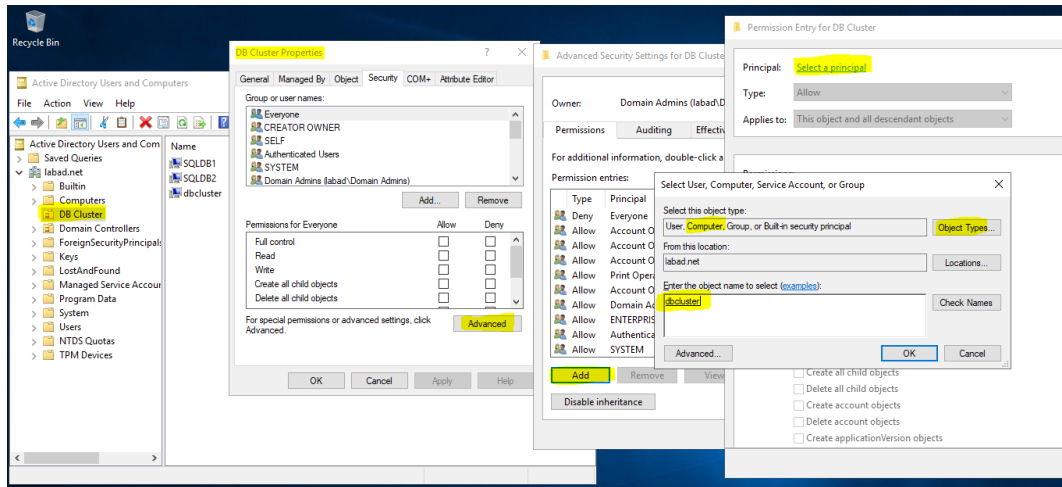 Recycle Bin
Active Directory Users and Computers
File Action View Help
Active Directory Users and Com
Saved Queries
labad.net
Builtin
Computers
DB Cluster
Domain Controllers
ForeignSecurityPrincipals
Keys
LostAndFound
Managed Service Accour
Program Data
System
Users
NTDS Quotas
TPM Devices
Name
SQLDB1
SQLDB2
dbcluster
DB Cluster Properties
General Managed By Object Security COM+ Attribute Editor
Group or user names:
Everyone
CREATOR OWNER
SELF
Authenticated Users
SYSTEM
Domain Admins (labad\Domain Admins)
Add... Remove
Permissions for Everyone Allow Deny
Full control
Read
Write
Create all child objects
Delete all child objects
For special permissions or advanced settings, click
Advanced.
Advanced
OK Cancel Apply Help
Advanced Security Settings for DB Cluste
Owner: Domain Admins (labad\D
Permissions Auditing Effectiv
For additional information, double-click a
Permission entries:
Type Principal
Deny Everyone
Allow Account O
Allow Account O
Allow Account O
Allow Print Opera
Allow Account O
Allow Domain Ad
Allow ENTERPRIS
Allow Authentica
Allow SYSTEM
Add Remove View
Disable inheritance
Permission Entry for DB Cluster
Principal: Select a principal
Type: Allow
Applies to: This object and all descendant objects
Select User, Computer, Service Account, or Group
Select this object type:
User, Computer, Group, or Built-in security principal
Object Types...
From this location:
labad.net
Locations...
Enter the object name to select (examples):
dbcluster
Check Names
Advanced... OK Cancel
Create all child objects
Delete all child objects
Create account objects
Delete account objects
Create applicationVersion objects